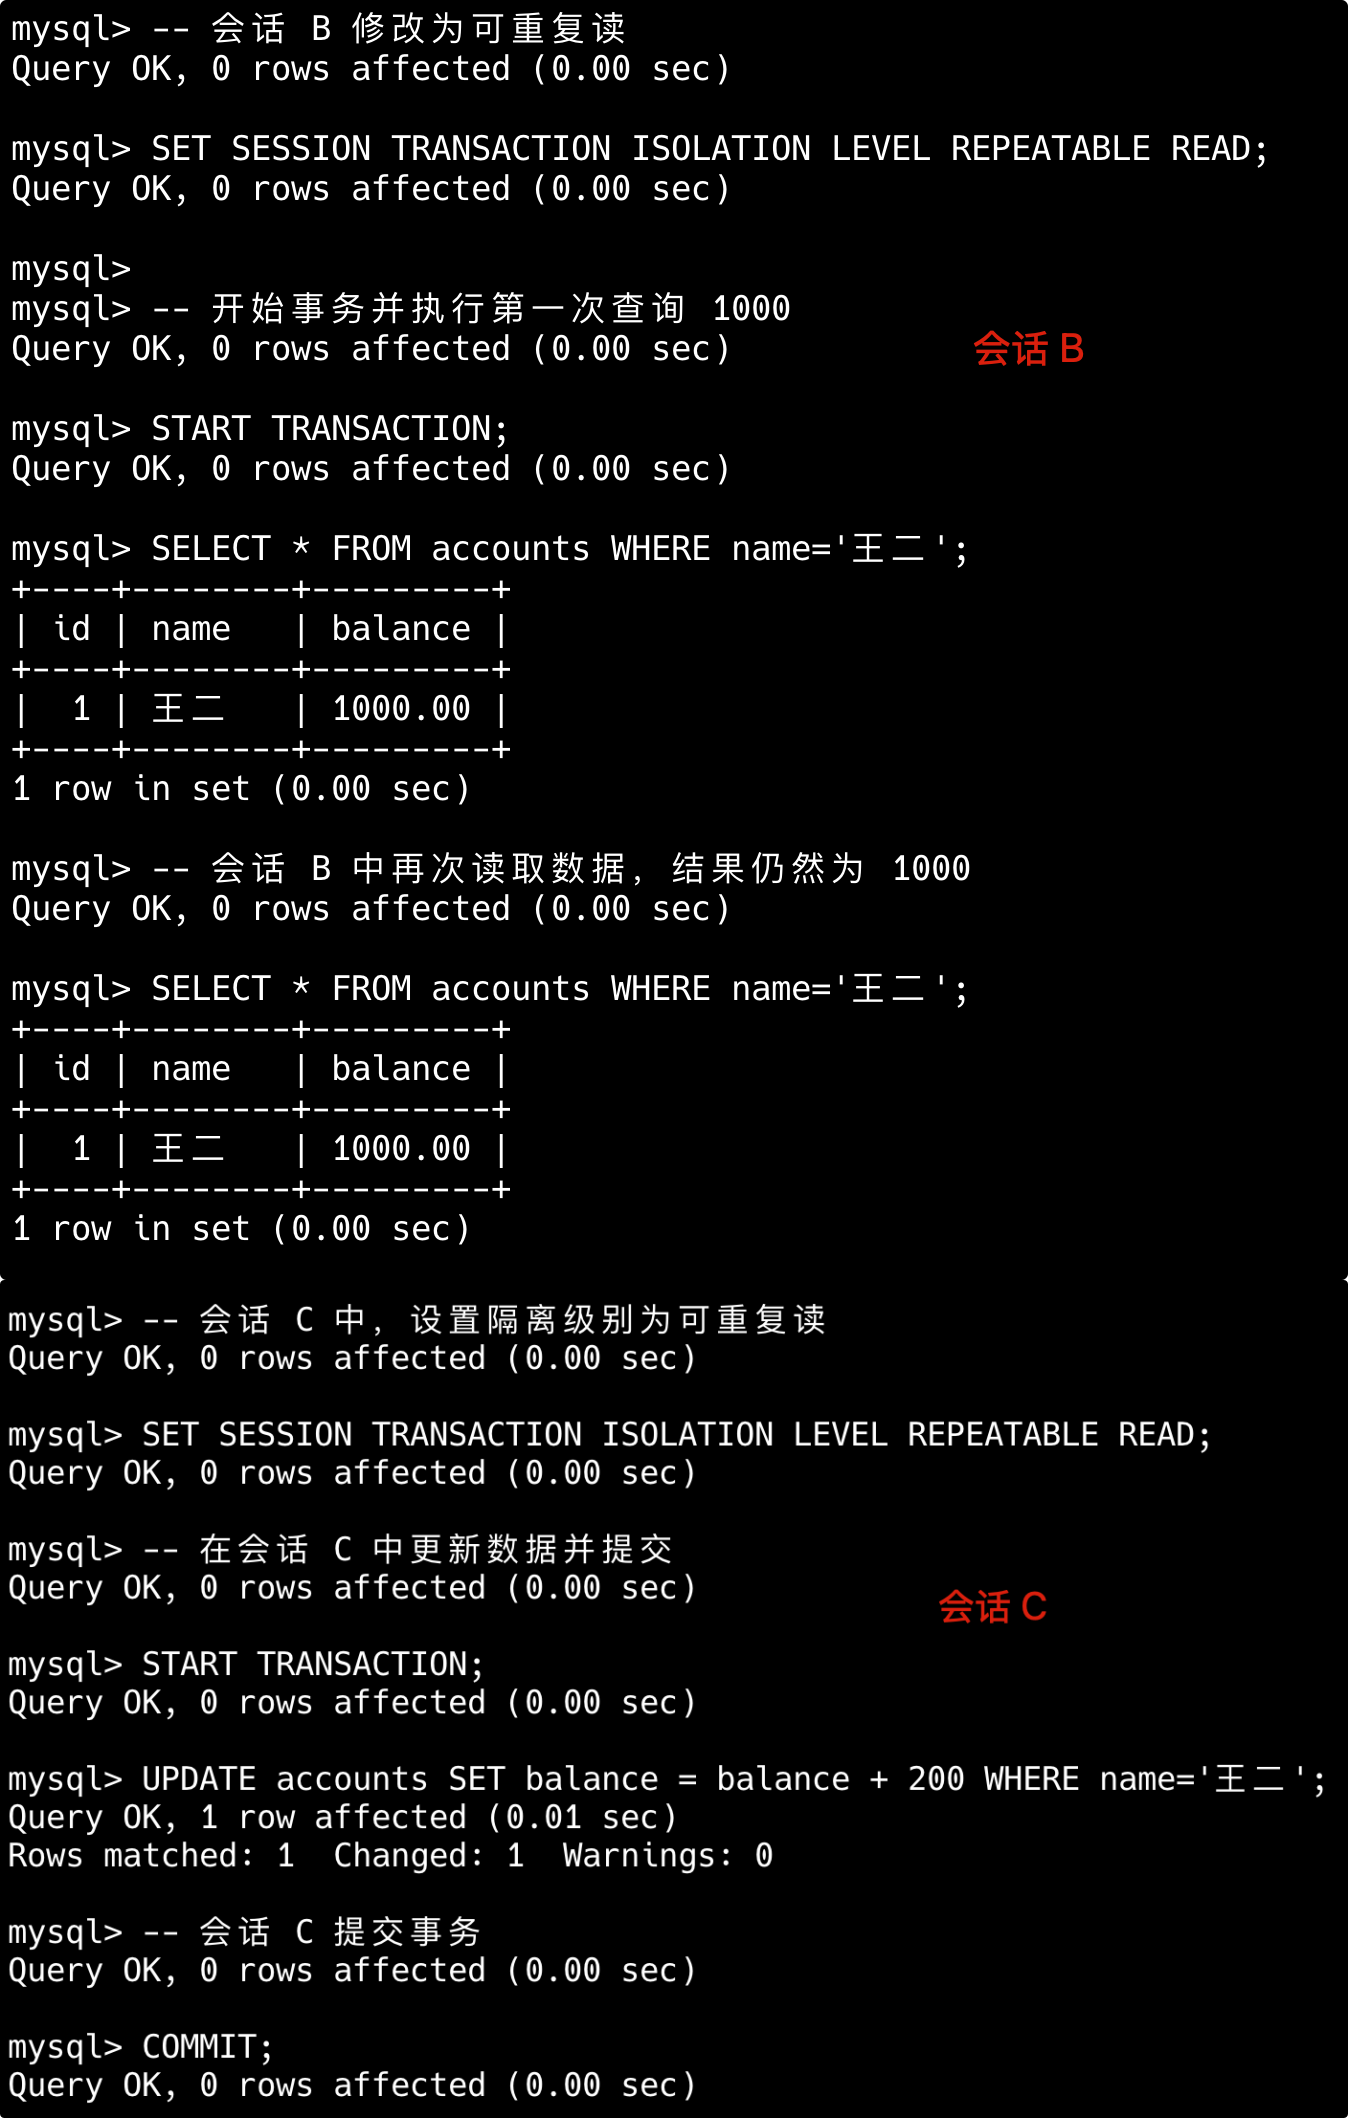 mysql> -- 会话 B 修改为可重复读
Query OK, 0 rows affected (0.00 sec)
mysql> SET SESSION TRANSACTION ISOLATION LEVEL REPEATABLE READ;
Query OK, 0 rows affected (0.00 sec)
mysql>
mysql> -- 开始事务并执行第一次查询 1000
Query OK, 0 rows affected (0.00 sec)
会话 B
mysql> START TRANSACTION;
Query OK, 0 rows affected (0.00 sec)
mysql> SELECT * FROM accounts WHERE name='王二';
+----+--------+---------+
| id | name   | balance |
+----+--------+---------+
|  1 | 王二   | 1000.00 |
+----+--------+---------+
1 row in set (0.00 sec)
mysql> -- 会话 B 中再次读取数据，结果仍然为 1000
Query OK, 0 rows affected (0.00 sec)
mysql> SELECT * FROM accounts WHERE name='王二';
+----+--------+---------+
| id | name   | balance |
+----+--------+---------+
|  1 | 王二   | 1000.00 |
+----+--------+---------+
1 row in set (0.00 sec)
mysql> -- 会话 C 中，设置隔离级别为可重复读
Query OK, 0 rows affected (0.00 sec)
mysql> SET SESSION TRANSACTION ISOLATION LEVEL REPEATABLE READ;
Query OK, 0 rows affected (0.00 sec)
mysql> -- 在会话 C 中更新数据并提交
Query OK, 0 rows affected (0.00 sec)
会话 C
mysql> START TRANSACTION;
Query OK, 0 rows affected (0.00 sec)
mysql> UPDATE accounts SET balance = balance + 200 WHERE name='王二';
Query OK, 1 row affected (0.01 sec)
Rows matched: 1  Changed: 1  Warnings: 0
mysql> -- 会话 C 提交事务
Query OK, 0 rows affected (0.00 sec)
mysql> COMMIT;
Query OK, 0 rows affected (0.00 sec)